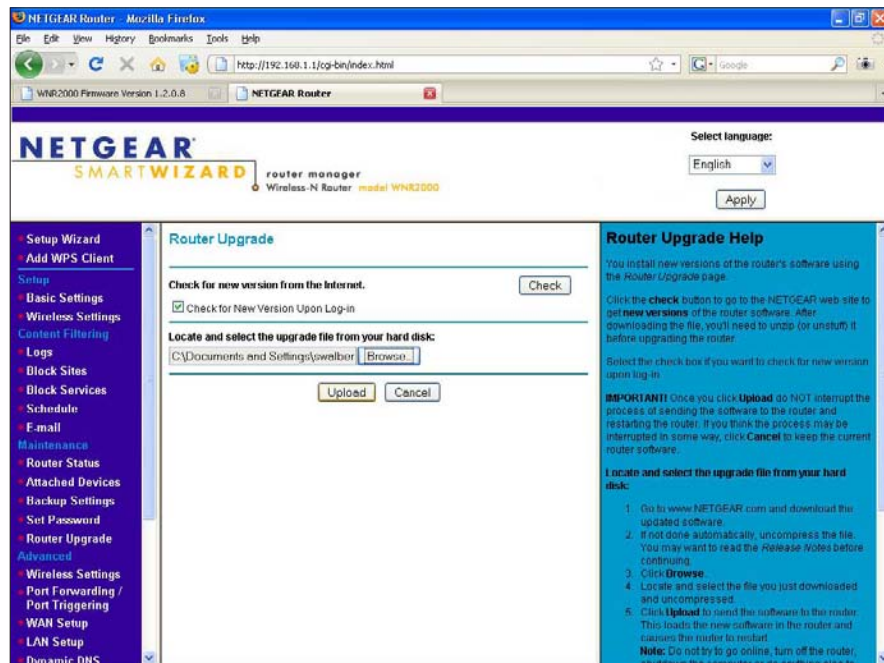 NETGEAR Router - Mozilla Firefox
File Edit View History Bookmarks Tools Help
http://192.168.1.1/cgi-bin/index.html
Google
WNR2000 Firmware Version 1.2.0.8
NETGEAR Router
NETGEAR
SMARTWIZARD
router manager
Wireless-N Router model WNR2000
Select language:
English
Apply
Setup Wizard
Add WPS Client
Setup
Basic Settings
Wireless Settings
Content Filtering
Logs
Block Sites
Block Services
Schedule
E-mail
Maintenance
Router Status
Attached Devices
Backup Settings
Set Password
Router Upgrade
Advanced
Wireless Settings
Port Forwarding /
Port Triggering
WAN Setup
LAN Setup
Dynamic DNS
Router Upgrade
Check for new version from the Internet.
Check
Check for New Version Upon Log-in
Locate and select the upgrade file from your hard disk:
C:\Documents and Settings\swalber
Browse...
Upload
Cancel
Router Upgrade Help
You install new versions of the router's software using
the Router Upgrade page.
Click the check button to go to the NETGEAR web site to
get new versions of the router software. After
downloading the file, you'll need to unzip (or unstuff) it
before upgrading the router.
Select the check box if you want to check for new version
upon log-in.
IMPORTANT! Once you click Upload do NOT interrupt the
process of sending the software to the router and
restarting the router. If you think the process may be
interrupted in some way, click Cancel to keep the current
router software.
Locate and select the upgrade file from your hard
disk:
1. Go to www.NETGEAR.com and download the
updated software.
2. If not done automatically, uncompress the file.
You may want to read the Release Notes before
continuing.
3. Click Browse.
4. Locate and select the file you just downloaded
and uncompressed.
5. Click Upload to send the software to the router.
This loads the new software in the router and
causes the router to restart.
Note: Do not try to go online, turn off the router,